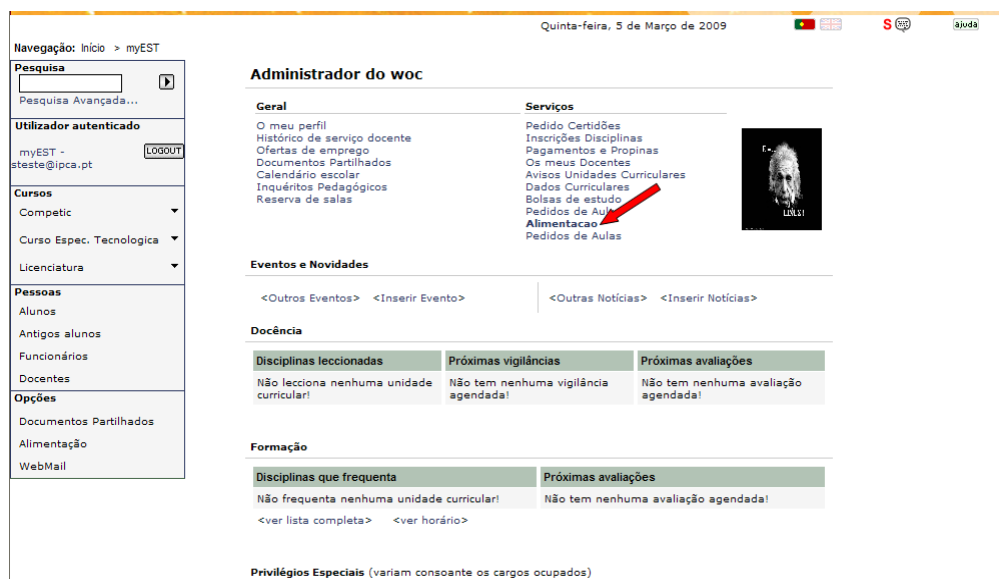 Quinta-feira, 5 de Março de 2009
S
ajuda
Navegação: Início > myEST
Pesquisa
Pesquisa Avançada...
Utilizador autenticado
myEST -
steste@ipca.pt
LOGOUT
Cursos
Competic
Curso Espec. Tecnologica
Licenciatura
Pessoas
Alunos
Antigos alunos
Funcionários
Docentes
Opções
Documentos Partilhados
Alimentação
WebMail
Administrador do woc
Geral
O meu perfil
Histórico de serviço docente
Ofertas de emprego
Documentos Partilhados
Calendário escolar
Inquéritos Pedagógicos
Reserva de salas
Serviços
Pedido Certidões
Inscrições Disciplinas
Pagamentos e Propinas
Os meus Docentes
Avisos Unidades Curriculares
Dados Curriculares
Bolsas de estudo
Pedidos de Au
Alimentacao
Pedidos de Aulas
Eventos e Novidades
<Outros Eventos> <Inserir Evento>
<Outras Notícias> <Inserir Notícias>
Docência
Disciplinas leccionadas
Próximas vigilâncias
Próximas avaliações
Não lecciona nenhuma unidade
curricular!
Não tem nenhuma vigilância
agendada!
Não tem nenhuma avaliação
agendada!
Formação
Disciplinas que frequenta
Próximas avaliações
Não frequenta nenhuma unidade curricular!
Não tem nenhuma avaliação agendada!
<ver lista completa> <ver horário>
Privilégios Especiais (variam consoante os cargos ocupados)